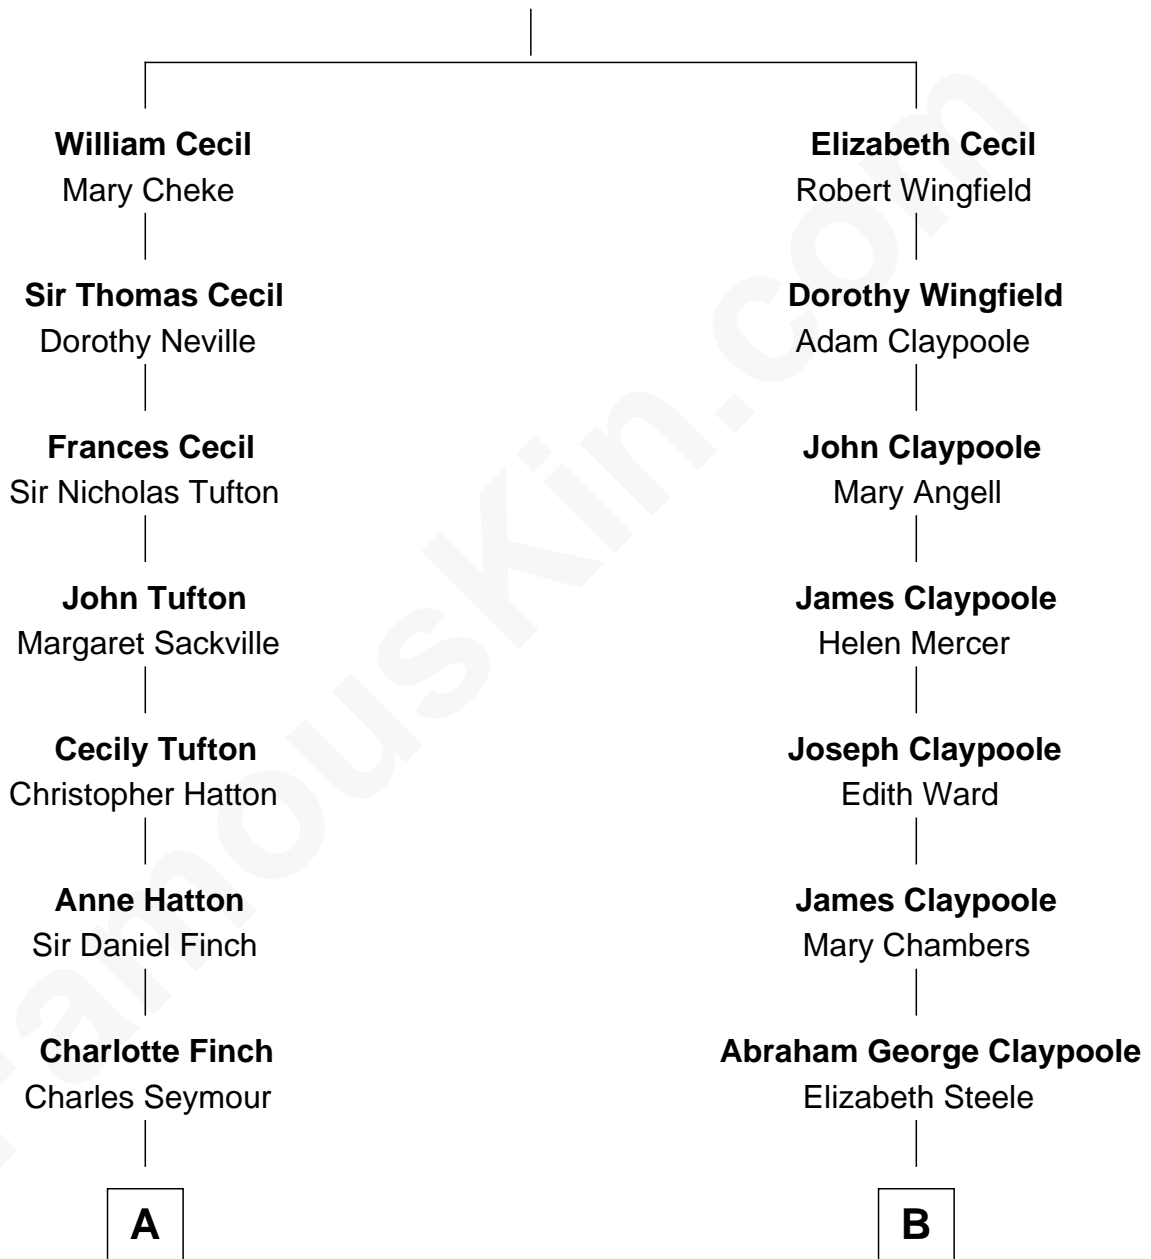 William Cecil
Mary Cheke
Sir Thomas Cecil
Dorothy Neville
Frances Cecil
Sir Nicholas Tufton
John Tufton
Margaret Sackville
Cecily Tufton
Christopher Hatton
Anne Hatton
Sir Daniel Finch
Charlotte Finch
Charles Seymour
A
Elizabeth Cecil
Robert Wingfield
Dorothy Wingfield
Adam Claypoole
John Claypoole
Mary Angell
James Claypoole
Helen Mercer
Joseph Claypoole
Edith Ward
James Claypoole
Mary Chambers
Abraham George Claypoole
Elizabeth Steele
B
FamousKin.com